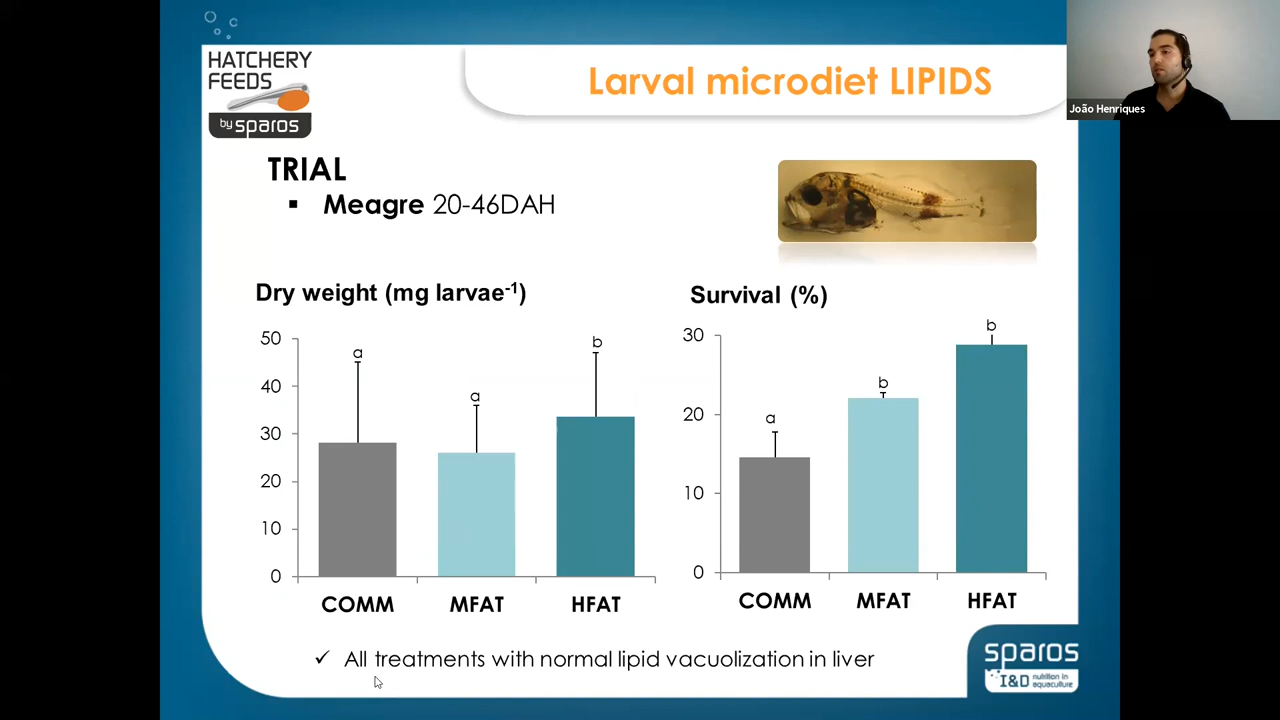 HATCHERY
FEEDS
by sparos
Larval microdiet LIPIDS
João Henriques
TRIAL
▪ Meagre 20-46DAH
Dry weight (mg larvae⁻¹)
50
40
30
20
10
0
a
a
b
COMM MFAT HFAT
Survival (%)
30
20
10
0
a
b
b
COMM MFAT HFAT
✓ All treatments with normal lipid vacuolization in liver
sparos
I&D nutrition in
aquaculture